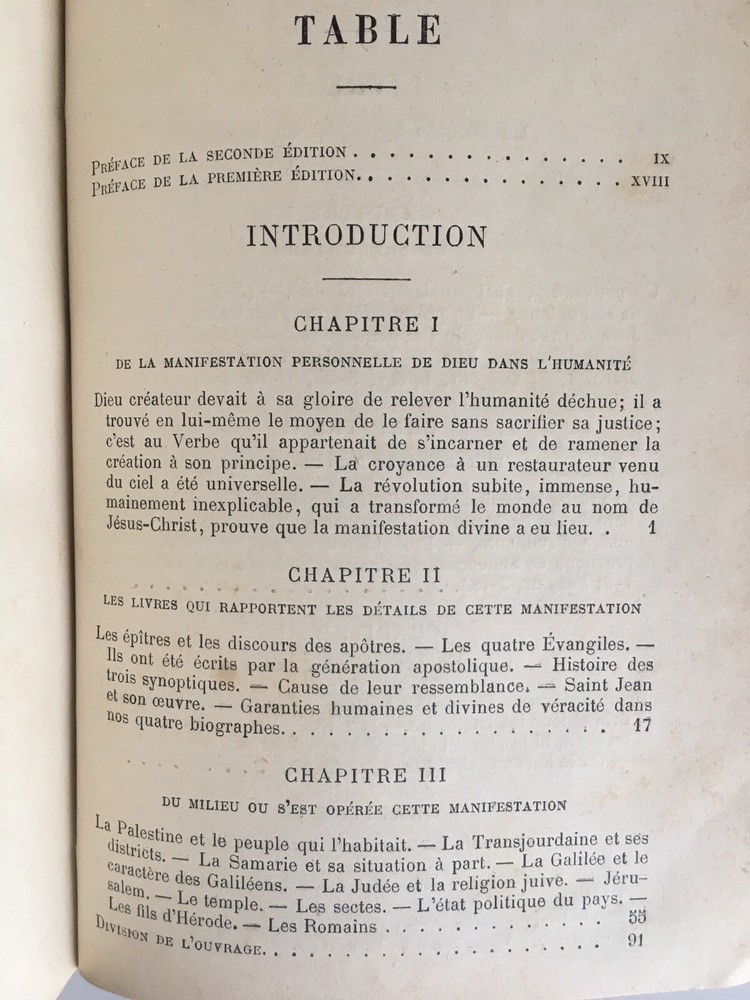 TABLE
PRÉFACE DE LA SECONDE ÉDITION . . . . . . . . . . . . . . . IX
PRÉFACE DE LA PREMIÈRE ÉDITION. . . . . . . . . . . . . . . XVIII
INTRODUCTION
CHAPITRE I
DE LA MANIFESTATION PERSONNELLE DE DIEU DANS L'HUMANITÉ
Dieu créateur devait à sa gloire de relever l'humanité déchue; il a
trouvé en lui-même le moyen de le faire sans sacrifier sa justice;
c'est au Verbe qu'il appartenait de s'incarner et de ramener la
création à son principe. — La croyance à un restaurateur venu
du ciel a été universelle. — La révolution subite, immense, hu-
mainement inexplicable, qui a transformé le monde au nom de
Jésus-Christ, prouve que la manifestation divine a eu lieu. . 1
CHAPITRE II
LES LIVRES QUI RAPPORTENT LES DÉTAILS DE CETTE MANIFESTATION
Les épîtres et les discours des apôtres. — Les quatre Évangiles. —
Ils ont été écrits par la génération apostolique. — Histoire des
trois synoptiques. — Cause de leur ressemblance. — Saint Jean
et son œuvre. — Garanties humaines et divines de véracité dans
nos quatre biographes. . . . . . . . . . . . . . . . . . 17
CHAPITRE III
DU MILIEU OU S'EST OPÉRÉE CETTE MANIFESTATION
La Palestine et le peuple qui l'habitait. — La Transjourdaine et ses
districts. — La Samarie et sa situation à part. — La Galilée et le
caractère des Galiléens. — La Judée et la religion juive. — Jéru-
salem. — Le temple. — Les sectes. — L'état politique du pays. —
Les fils d'Hérode. — Les Romains . . . . . . . . . . . . 55
DIVISION DE L'OUVRAGE. . . . . . . . . . . . . . . . . . . 91